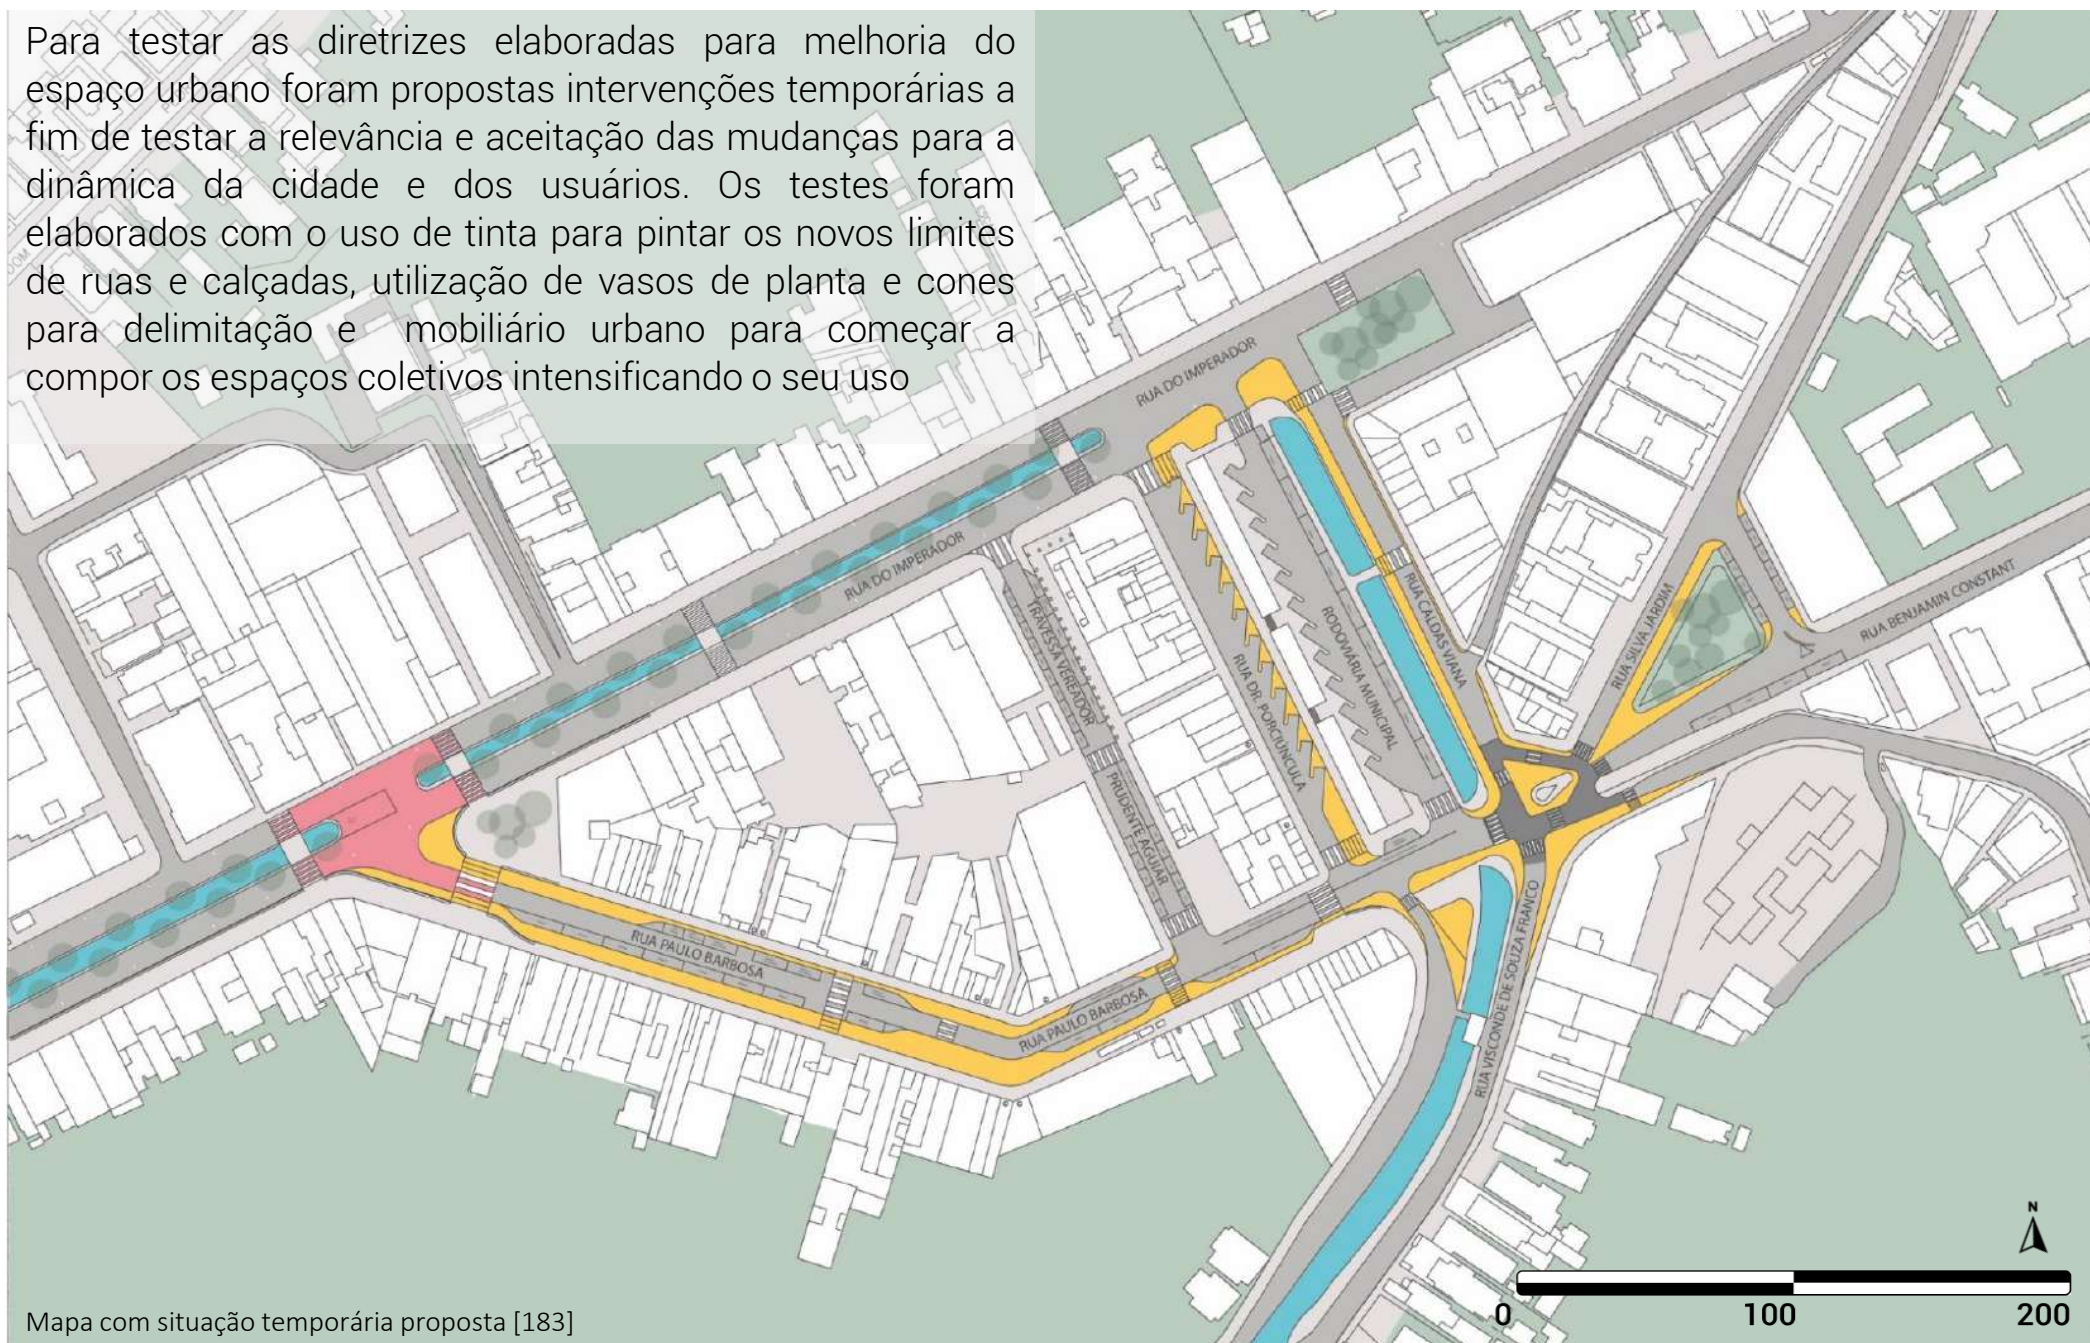 Para testar as diretrizes elaboradas para melhoria do
espaço urbano foram propostas intervenções temporárias a
fim de testar a relevância e aceitação das mudanças para a
dinâmica da cidade e dos usuários. Os testes foram
elaborados com o uso de tinta para pintar os novos limites
de ruas e calçadas, utilização de vasos de planta e cones
para delimitação e mobiliário urbano para começar a
compor os espaços coletivos intensificando o seu uso
DOM
RUA DO IMPERADOR
RUA DO IMPERADOR
TRAVESSA VEREADOR
PRUDENTE AGUIAR
RUA DR. PORCIÚNCULA
RODOVIÁRIA MUNICIPAL
RUA CALDAS VIANA
RUA SILVA JARDIM
RUA BENJAMIN CONSTANT
RUA PAULO BARBOSA
RUA PAULO BARBOSA
RUA VISCONDE DE SOUZA FRANCO
N
0 100 200
Mapa com situação temporária proposta [183]